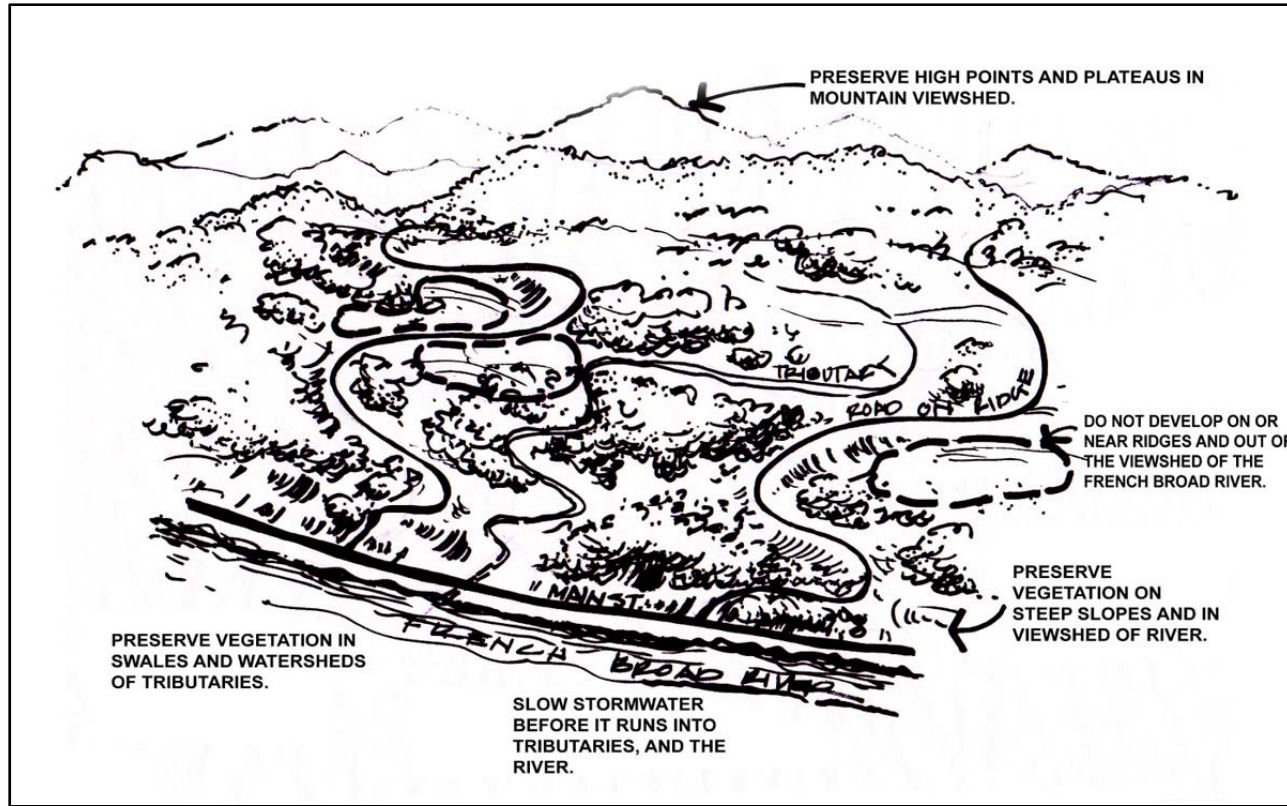 PRESERVE HIGH POINTS AND PLATEAUS IN
MOUNTAIN VIEWSHED.
TRIBUTARY
ROAD ON RIDGE
DO NOT DEVELOP ON OR
NEAR RIDGES AND OUT OF
THE VIEWSHED OF THE
FRENCH BROAD RIVER.
PRESERVE
VEGETATION ON
STEEP SLOPES AND IN
VIEWSHED OF RIVER.
"MAIN ST."
FRENCH BROAD RIVER
PRESERVE VEGETATION IN
SWALES AND WATERSHEDS
OF TRIBUTARIES.
SLOW STORMWATER
BEFORE IT RUNS INTO
TRIBUTARIES, AND THE
RIVER.